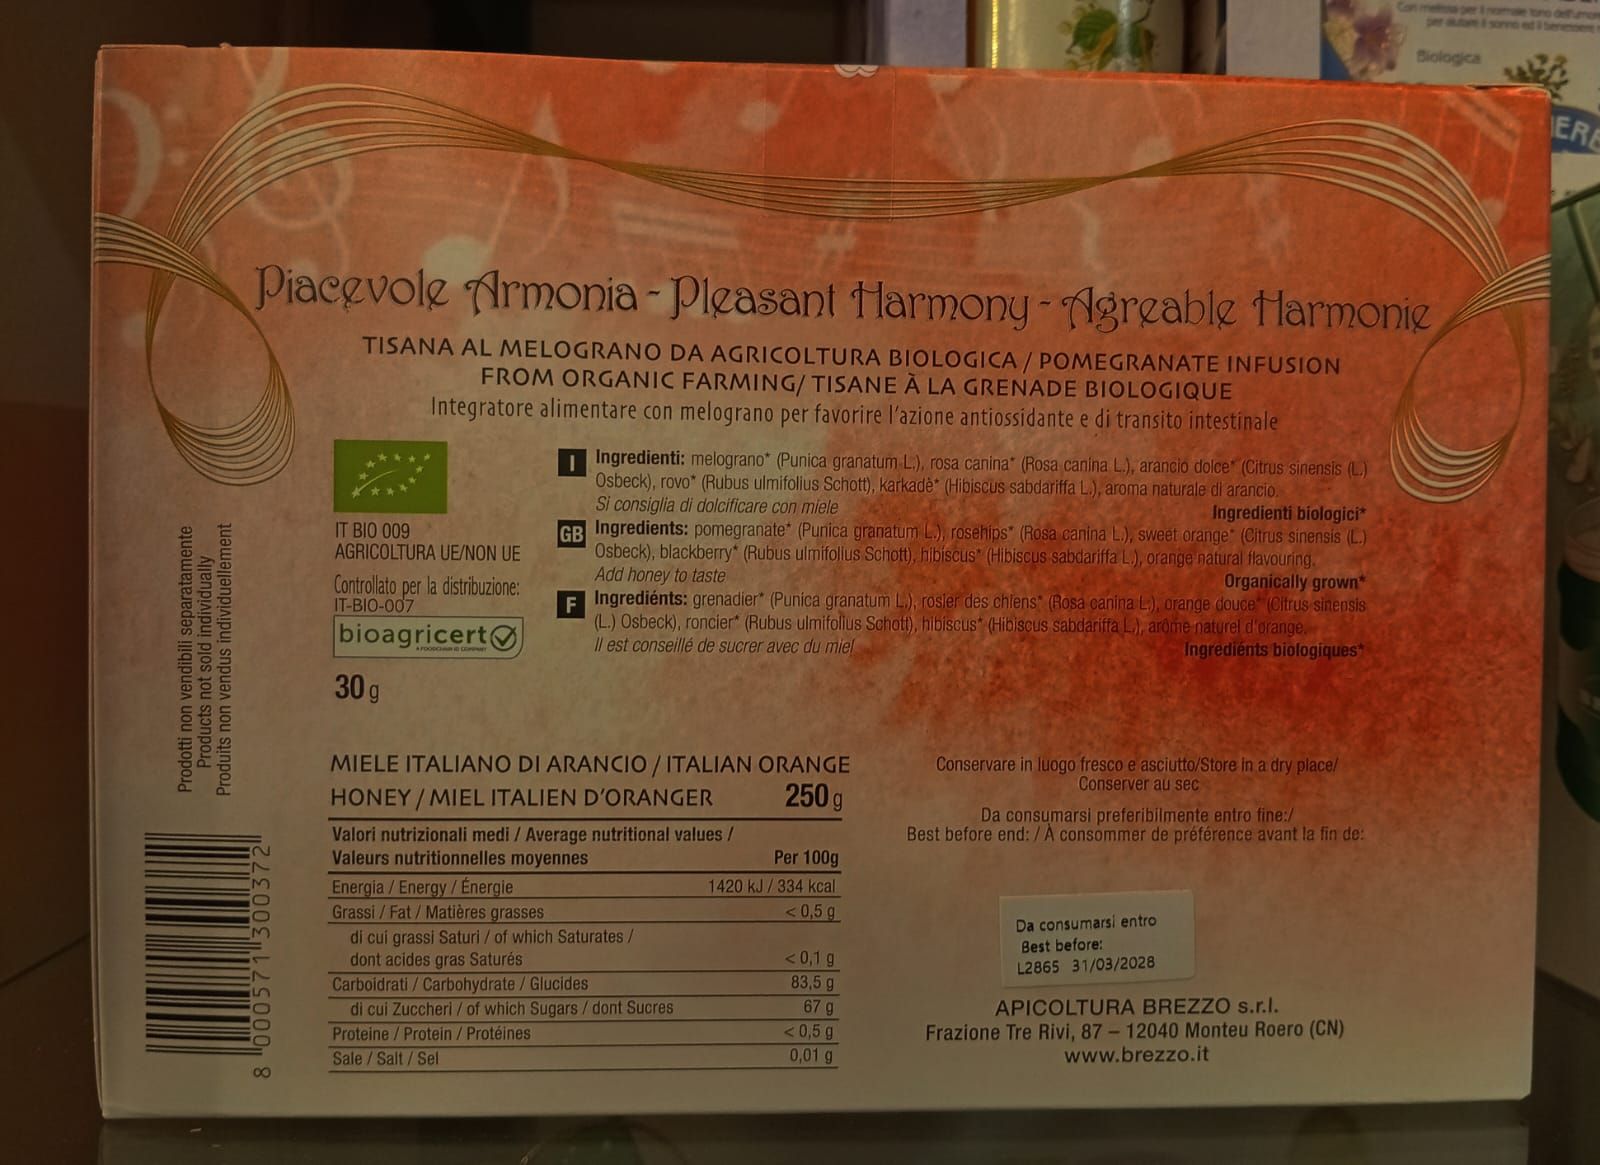 Piacevole Armonia - Pleasant Harmony - Agreable Harmonie
TISANA AL MELOGRANO DA AGRICOLTURA BIOLOGICA / POMEGRANATE INFUSION
FROM ORGANIC FARMING/ TISANE À LA GRENADE BIOLOGIQUE
Integratore alimentare con melograno per favorire l'azione antiossidante e di transito intestinale
I Ingredienti: melograno* (Punica granatum L.), rosa canina* (Rosa canina L.), arancio dolce* (Citrus sinensis (L.)
Osbeck), rovo* (Rubus ulmifolius Schott), karkadè* (Hibiscus sabdariffa L.), aroma naturale di arancio.
Si consiglia di dolcificare con miele
Ingredienti biologici*
GB Ingredients: pomegranate* (Punica granatum L.), rosehips* (Rosa canina L.), sweet orange* (Citrus sinensis (L.)
Osbeck), blackberry* (Rubus ulmifolius Schott), hibiscus* (Hibiscus sabdariffa L.), orange natural flavouring.
Add honey to taste
Organically grown*
F Ingrediénts: grenadier* (Punica granatum L.), rosier des chiens* (Rosa canina L.), orange douce* (Citrus sinensis
(L.) Osbeck), roncier* (Rubus ulmifolius Schott), hibiscus* (Hibiscus sabdariffa L.), arôme naturel d'orange.
Il est conseillé de sucrer avec du miel
Ingrediénts biologiques*
IT BIO 009
AGRICOLTURA UE/NON UE
Controllato per la distribuzione:
IT-BIO-007
bioagricert
A FOODCHAIN ID COMPANY
30 g
Prodotti non vendibili separatamente
Products not sold individually
Produits non vendus individuellement
8 000571 300372
MIELE ITALIANO DI ARANCIO / ITALIAN ORANGE
HONEY / MIEL ITALIEN D'ORANGER 250 g
Valori nutrizionali medi / Average nutritional values /
Valeurs nutritionnelles moyennes Per 100g
Energia / Energy / Énergie 1420 kJ / 334 kcal
Grassi / Fat / Matières grasses < 0,5 g
di cui grassi Saturi / of which Saturates /
dont acides gras Saturés < 0,1 g
Carboidrati / Carbohydrate / Glucides 83,5 g
di cui Zuccheri / of which Sugars / dont Sucres 67 g
Proteine / Protein / Protéines < 0,5 g
Sale / Salt / Sel 0,01 g
Conservare in luogo fresco e asciutto/Store in a dry place/
Conserver au sec
Da consumarsi preferibilmente entro fine:/
Best before end: / À consommer de préférence avant la fin de:
Da consumarsi entro
Best before:
L2865 31/03/2028
APICOLTURA BREZZO s.r.l.
Frazione Tre Rivi, 87 – 12040 Monteu Roero (CN)
www.brezzo.it
Biologica